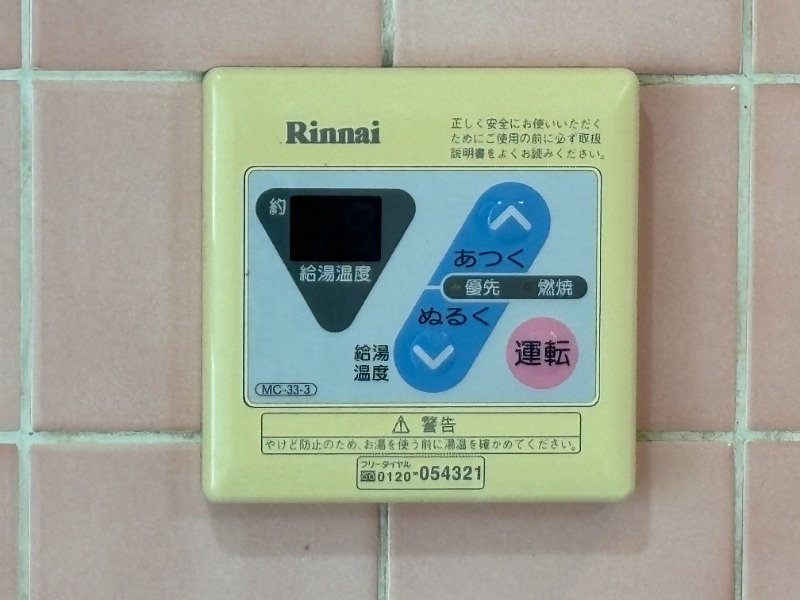 Rinnai
正しく安全にお使いいただく
ためにご使用の前に必ず取扱
説明書をよくお読みください。
約
給湯温度
あつく
優先 燃焼
ぬるく
給湯
温度
運転
MC-33-3
⚠ 警告
やけど防止のため、お湯を使う前に湯温を確かめてください。
フリーダイヤル
0120-054321